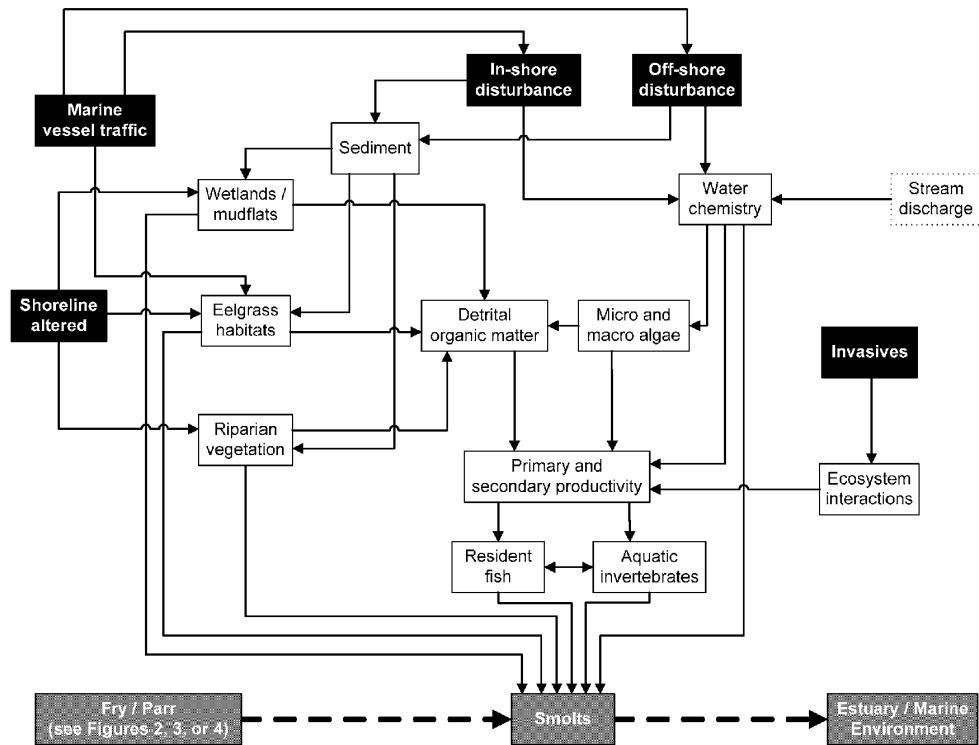 In-shore
disturbance
Off-shore
disturbance
Marine
vessel traffic
Sediment
Wetlands /
mudflats
Water
chemistry
Stream
discharge
Shoreline
altered
Eelgrass
habitats
Detrital
organic matter
Micro and
macro algae
Invasives
Riparian
vegetation
Primary and
secondary productivity
Ecosystem
interactions
Resident
fish
Aquatic
invertebrates
Fry / Parr
(see Figures 2, 3, or 4)
Smolts
Estuary / Marine
Environment